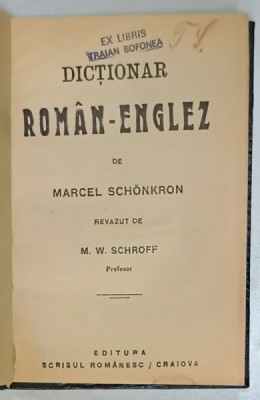 EX LIBRIS
TRAIAN SOFONEA
T S.
DICȚIONAR
ROMÂN-ENGLEZ
DE
MARCEL SCHÖNKRON
REVAZUT DE
M. W. SCHROFF
Profesor
EDITURA
SCRISUL ROMÂNESC / CRAIOVA